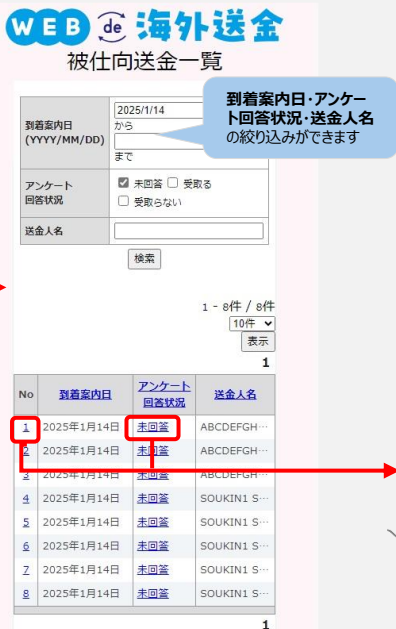 WEB de 海外送金
被仕向送金一覧
到着案内日・アンケー
ト回答状況・送金人名
の絞り込みができます
到着案内日
(YYYY/MM/DD)
2025/1/14
から
まで
アンケート
回答状況
未回答 受取る
受取らない
送金人名
検索
1 - 8件 / 8件
10件
表示
1
No 到着案内日 アンケート回答状況 送金人名
1 2025年1月14日 未回答 ABCDEFGH…
2 2025年1月14日 未回答 ABCDEFGH…
3 2025年1月14日 未回答 ABCDEFGH…
4 2025年1月14日 未回答 SOUKIN1 S…
5 2025年1月14日 未回答 SOUKIN1 S…
6 2025年1月14日 未回答 SOUKIN1 S…
7 2025年1月14日 未回答 SOUKIN1 S…
8 2025年1月14日 未回答 SOUKIN1 S…
1